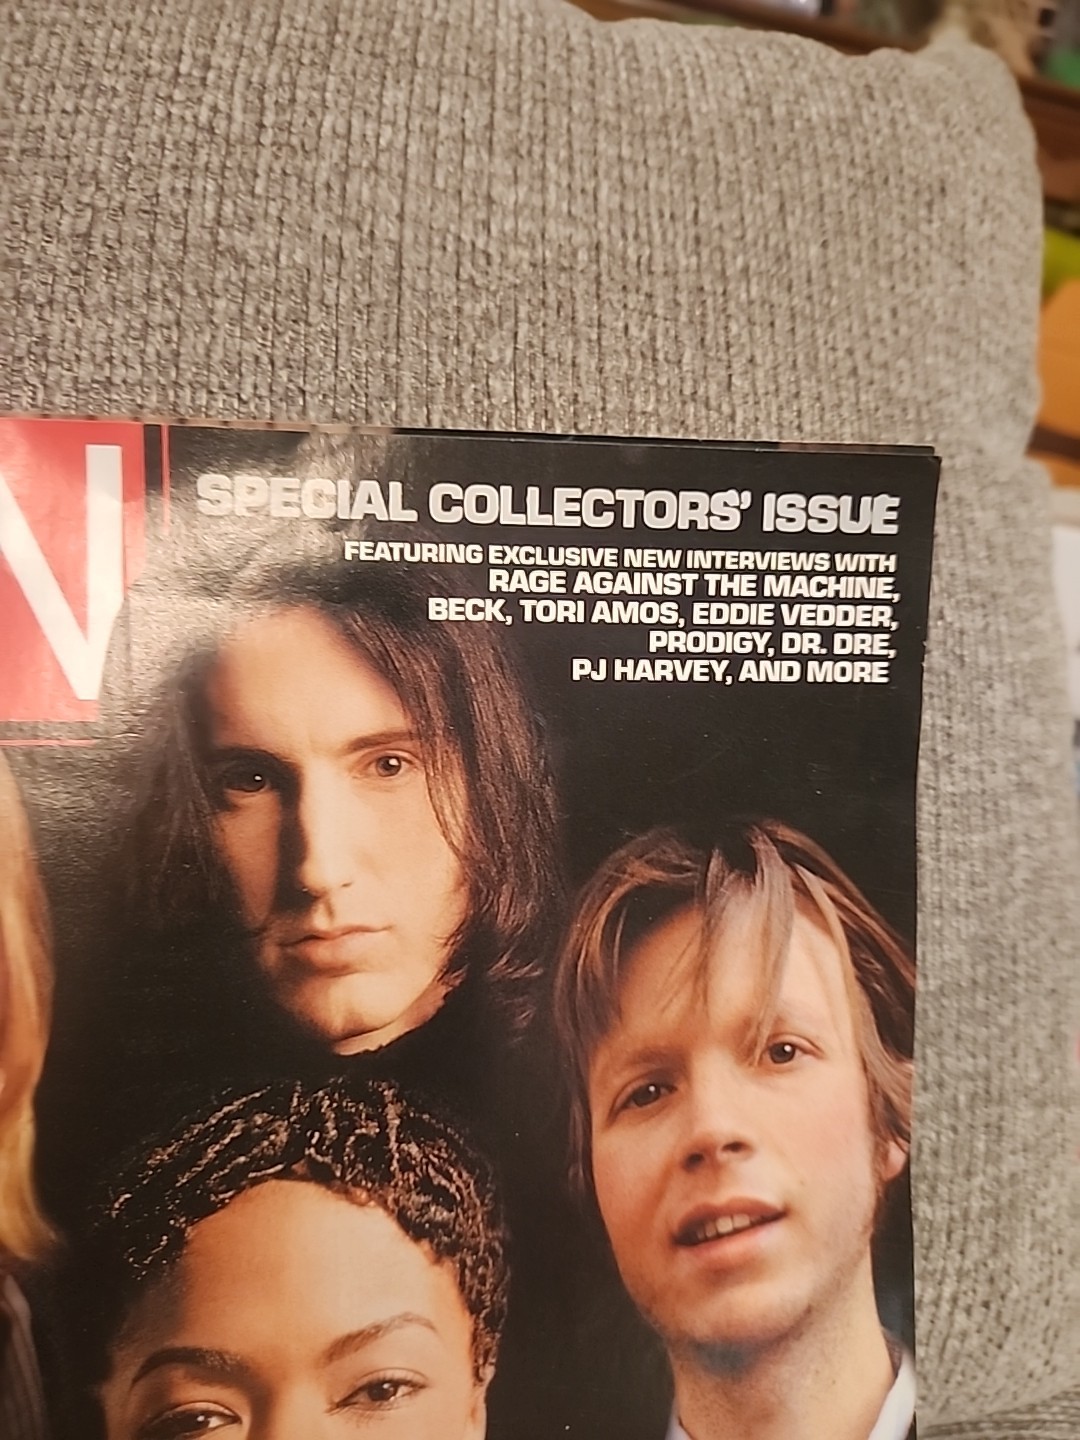 N
SPECIAL COLLECTORS' ISSUE
FEATURING EXCLUSIVE NEW INTERVIEWS WITH
RAGE AGAINST THE MACHINE,
BECK, TORI AMOS, EDDIE VEDDER,
PRODIGY, DR. DRE,
PJ HARVEY, AND MORE